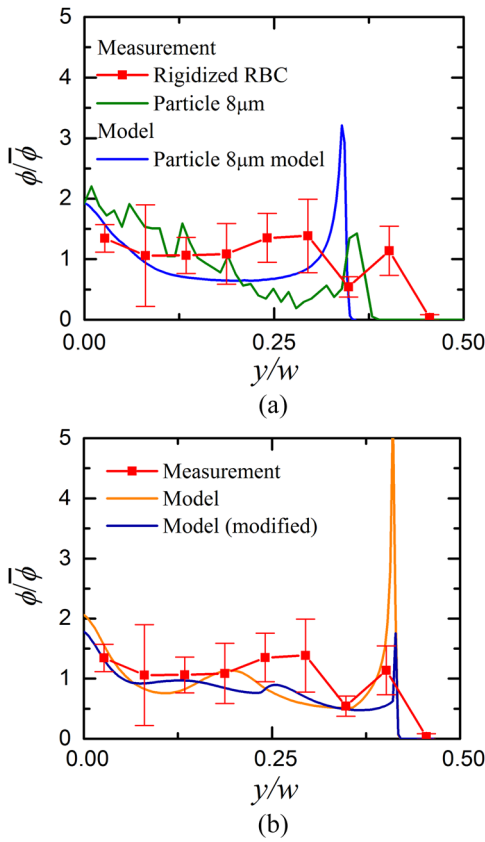 5
Measurement
Rigidized RBC
4
Particle 8μm
Model
3
Particle 8μm model
ϕ/ϕ̅
2
1
0
0.00 0.25 0.50
y/w
(a)
5
Measurement
Model
4
Model (modified)
3
ϕ/ϕ̅
2
1
0
0.00 0.25 0.50
y/w
(b)